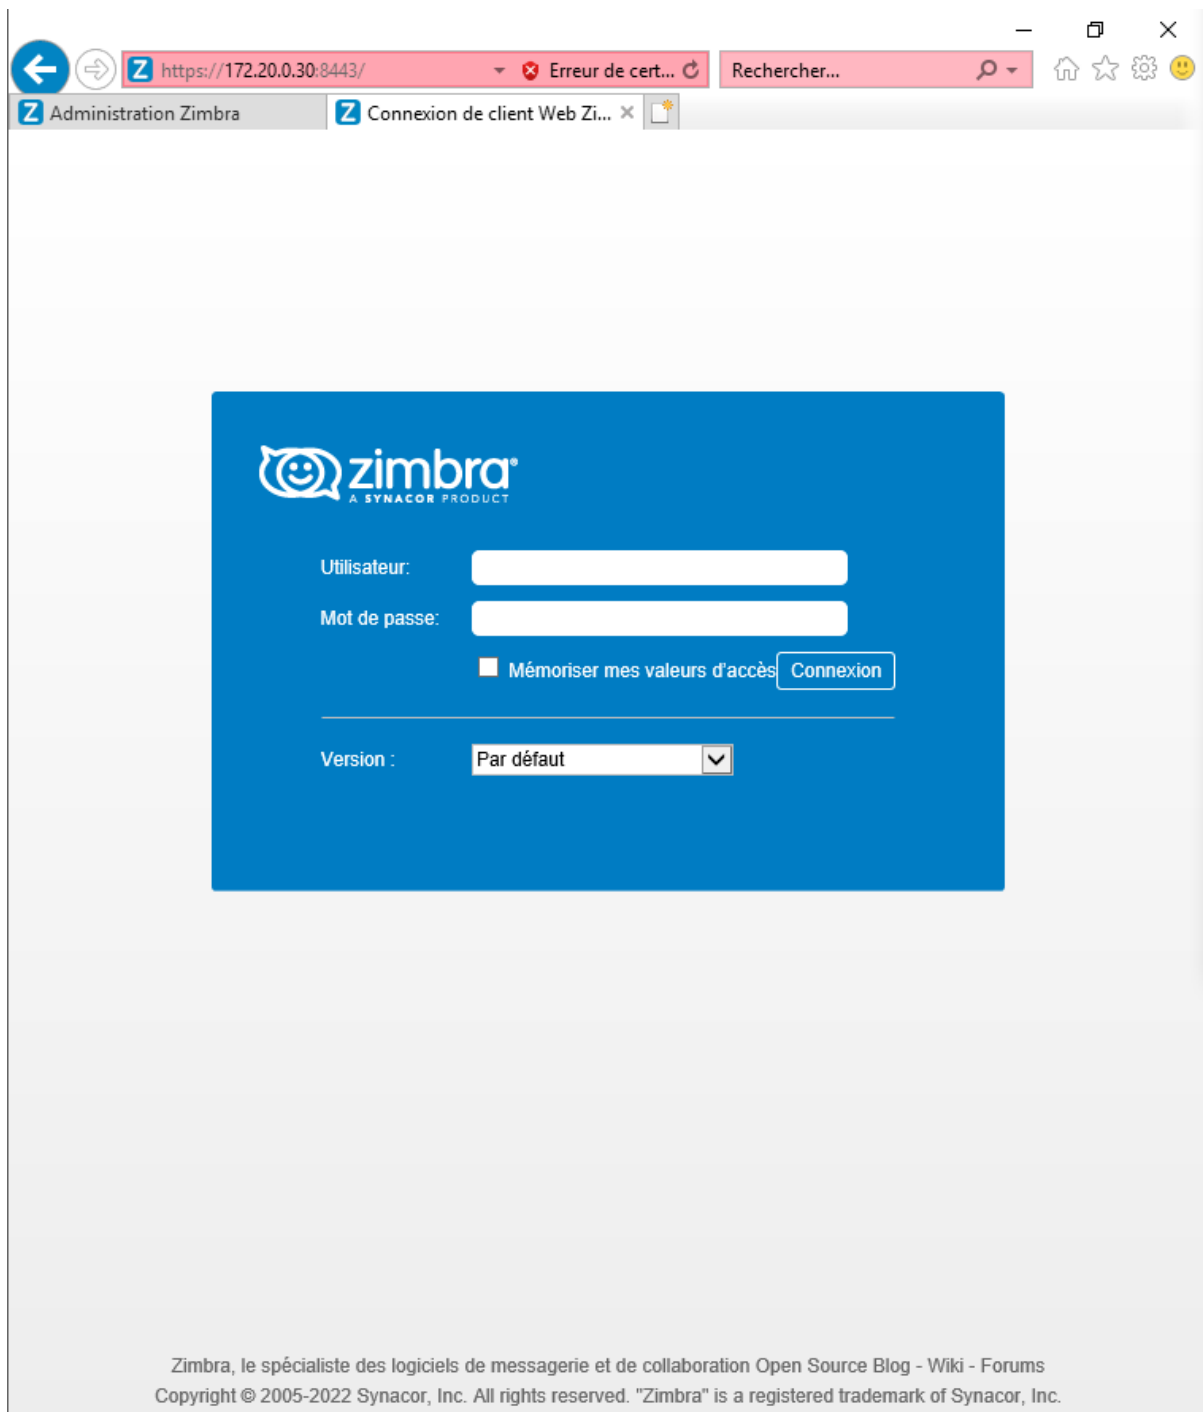 https://172.20.0.30:8443/ Erreur de cert... Rechercher...
Z Administration Zimbra Z Connexion de client Web Zi...
zimbra®
A SYNACOR PRODUCT
Utilisateur:
Mot de passe:
Mémoriser mes valeurs d'accès Connexion
Version : Par défaut
Zimbra, le spécialiste des logiciels de messagerie et de collaboration Open Source Blog - Wiki - Forums
Copyright © 2005-2022 Synacor, Inc. All rights reserved. "Zimbra" is a registered trademark of Synacor, Inc.